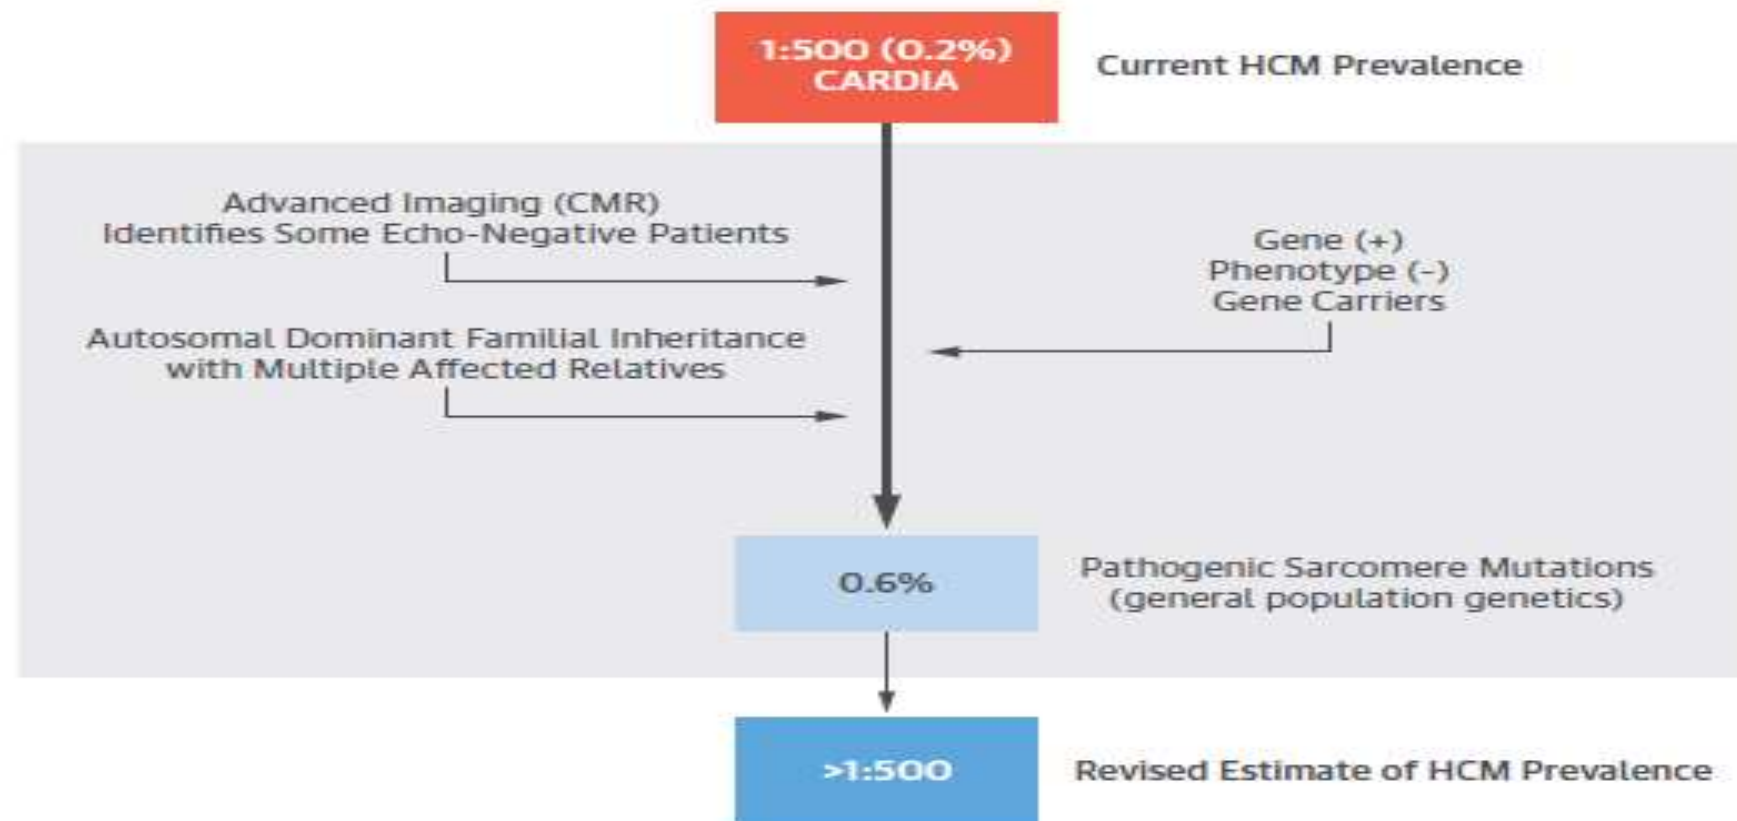 1:500 (0.2%)
CARDIA
Current HCM Prevalence
Advanced Imaging (CMR)
Identifies Some Echo-Negative Patients
Gene (+)
Phenotype (-)
Gene Carriers
Autosomal Dominant Familial Inheritance
with Multiple Affected Relatives
0.6%
Pathogenic Sarcomere Mutations
(general population genetics)
>1:500
Revised Estimate of HCM Prevalence